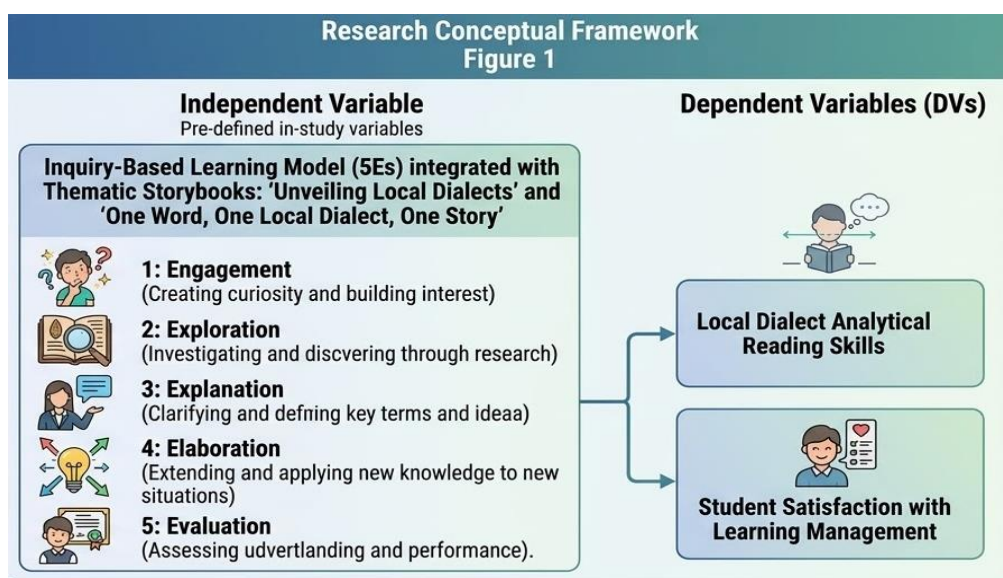 Research Conceptual Framework
Figure 1
Independent Variable
Pre-defined in-study variables
Inquiry-Based Learning Model (5Es) integrated with
Thematic Storybooks: ‘Unveiling Local Dialects’ and
‘One Word, One Local Dialect, One Story’
1: Engagement
(Creating curiosity and building interest)
2: Exploration
(Investigating and discvering through research)
3: Explanation
(Clarifying and defining key terms and ideaa)
4: Elaboration
(Extending and applying new knowledge to new
situations)
5: Evaluation
(Assessing udvertlanding and performance).
Dependent Variables (DVs)
Local Dialect Analytical
Reading Skills
Student Satisfaction with
Learning Management